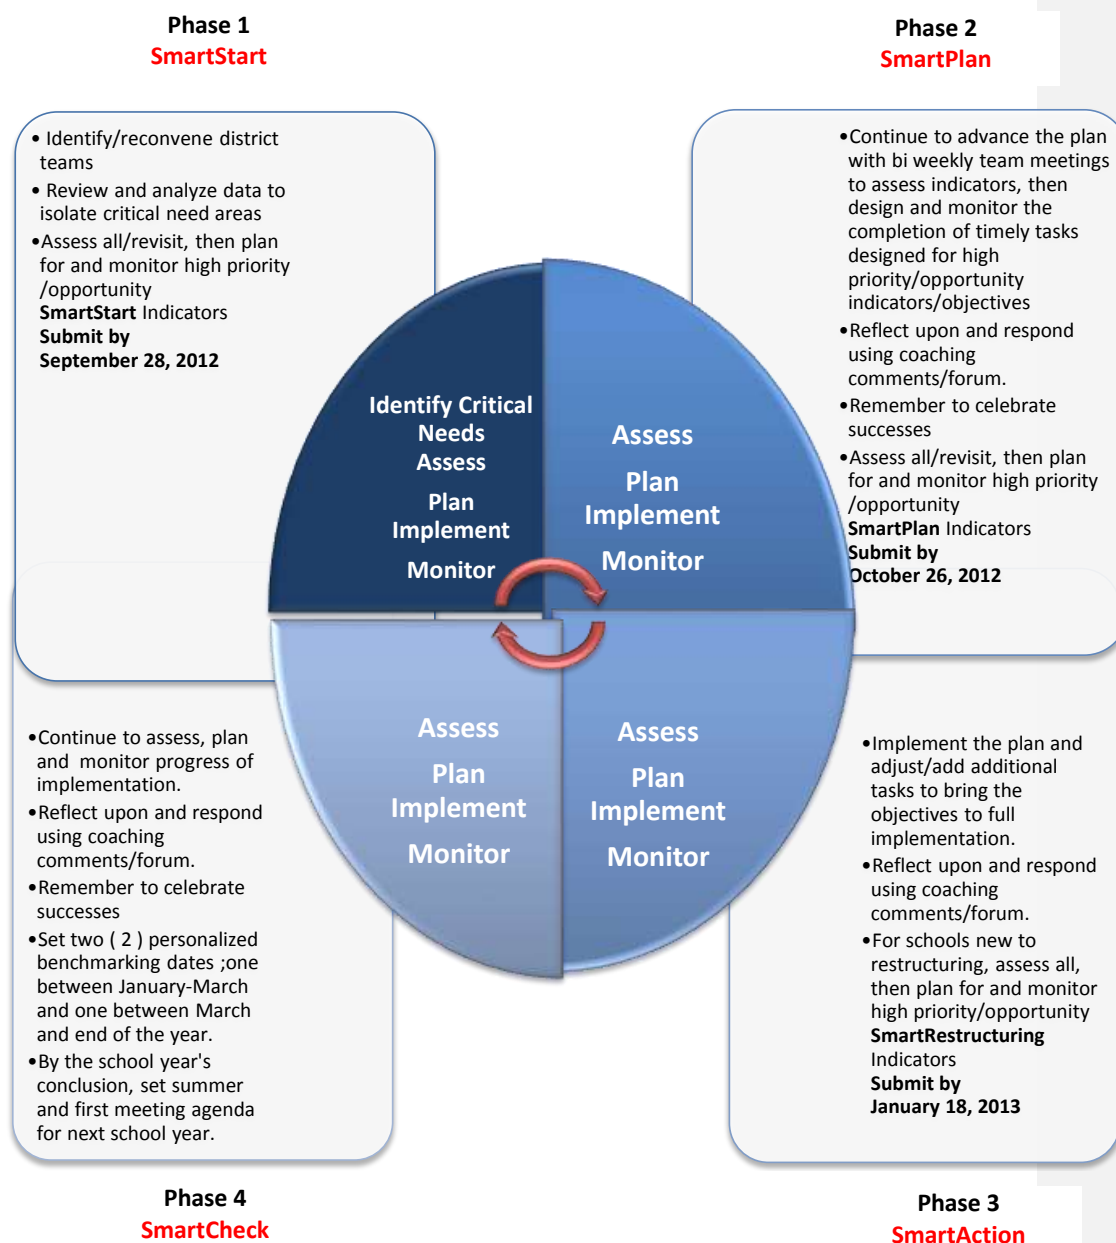 Phase 1
SmartStart
Phase 2
SmartPlan
• Identify/reconvene district
teams
• Review and analyze data to
isolate critical need areas
•Assess all/revisit, then plan
for and monitor high priority
/opportunity
SmartStart Indicators
Submit by
September 28, 2012
•Continue to advance the plan
with bi weekly team meetings
to assess indicators, then
design and monitor the
completion of timely tasks
designed for high
priority/opportunity
indicators/objectives
•Reflect upon and respond
using coaching
comments/forum.
•Remember to celebrate
successes
•Assess all/revisit, then plan
for and monitor high priority
/opportunity
SmartPlan Indicators
Submit by
October 26, 2012
Identify Critical
Needs
Assess
Plan
Implement
Monitor
Assess
Plan
Implement
Monitor
Assess
Plan
Implement
Monitor
Assess
Plan
Implement
Monitor
•Continue to assess, plan
and monitor progress of
implementation.
•Reflect upon and respond
using coaching
comments/forum.
•Remember to celebrate
successes
•Set two ( 2 ) personalized
benchmarking dates ;one
between January-March
and one between March
and end of the year.
•By the school year's
conclusion, set summer
and first meeting agenda
for next school year.
•Implement the plan and
adjust/add additional
tasks to bring the
objectives to full
implementation.
•Reflect upon and respond
using coaching
comments/forum.
•For schools new to
restructuring, assess all,
then plan for and monitor
high priority/opportunity
SmartRestructuring
Indicators
Submit by
January 18, 2013
Phase 4
SmartCheck
Phase 3
SmartAction